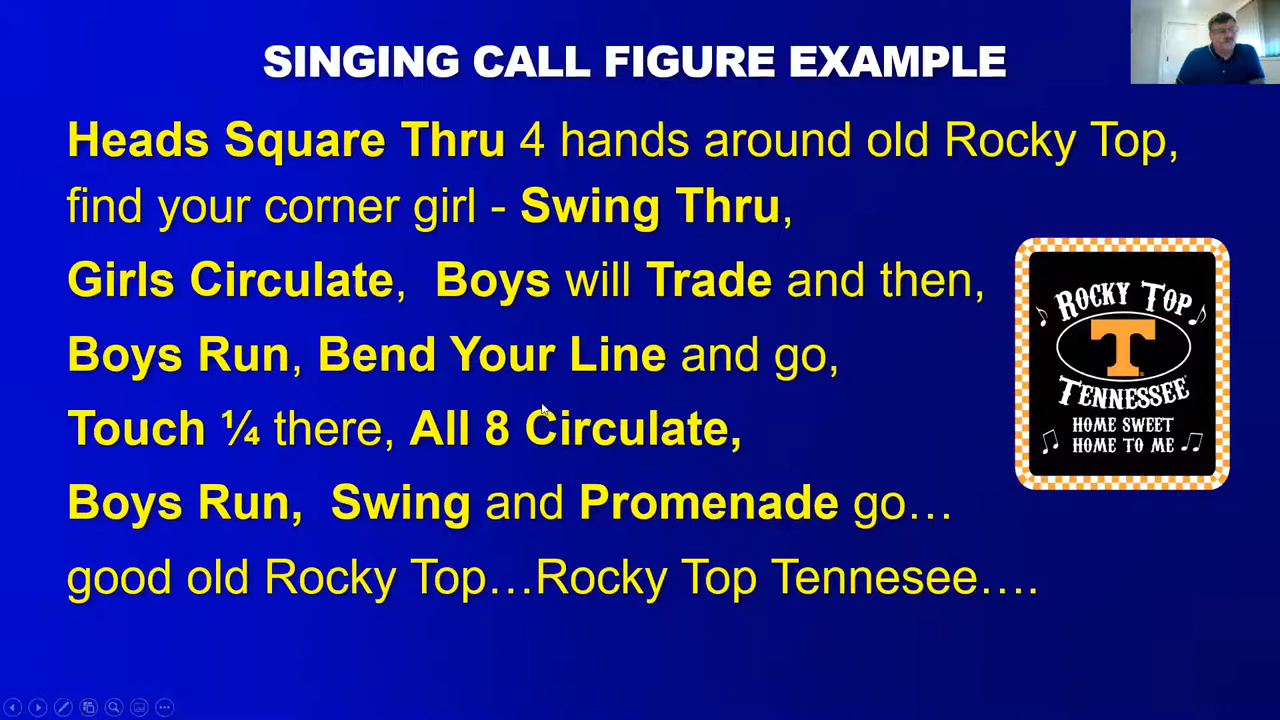 SINGING CALL FIGURE EXAMPLE
Heads Square Thru 4 hands around old Rocky Top,
find your corner girl - Swing Thru,
Girls Circulate, Boys will Trade and then,
Boys Run, Bend Your Line and go,
Touch ¼ there, All 8 Circulate,
Boys Run, Swing and Promenade go…
good old Rocky Top…Rocky Top Tennesee….
ROCKY TOP
T
TENNESSEE
HOME SWEET
HOME TO ME